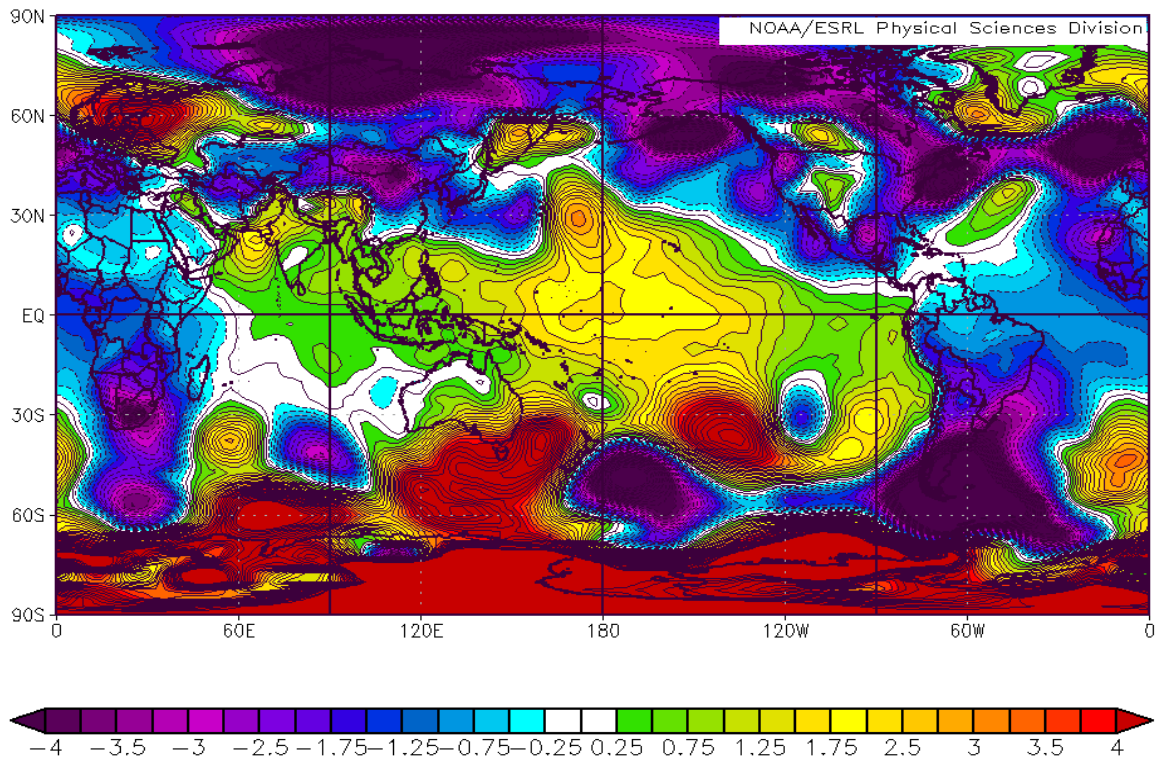 90N
NOAA/ESRL Physical Sciences Division
60N
30N
EQ
30S
60S
90S
0 60E 120E 180 120W 60W 0
-4 -3.5 -3 -2.5 -1.75 -1.25 -0.75 -0.25 0.25 0.75 1.25 1.75 2.5 3 3.5 4